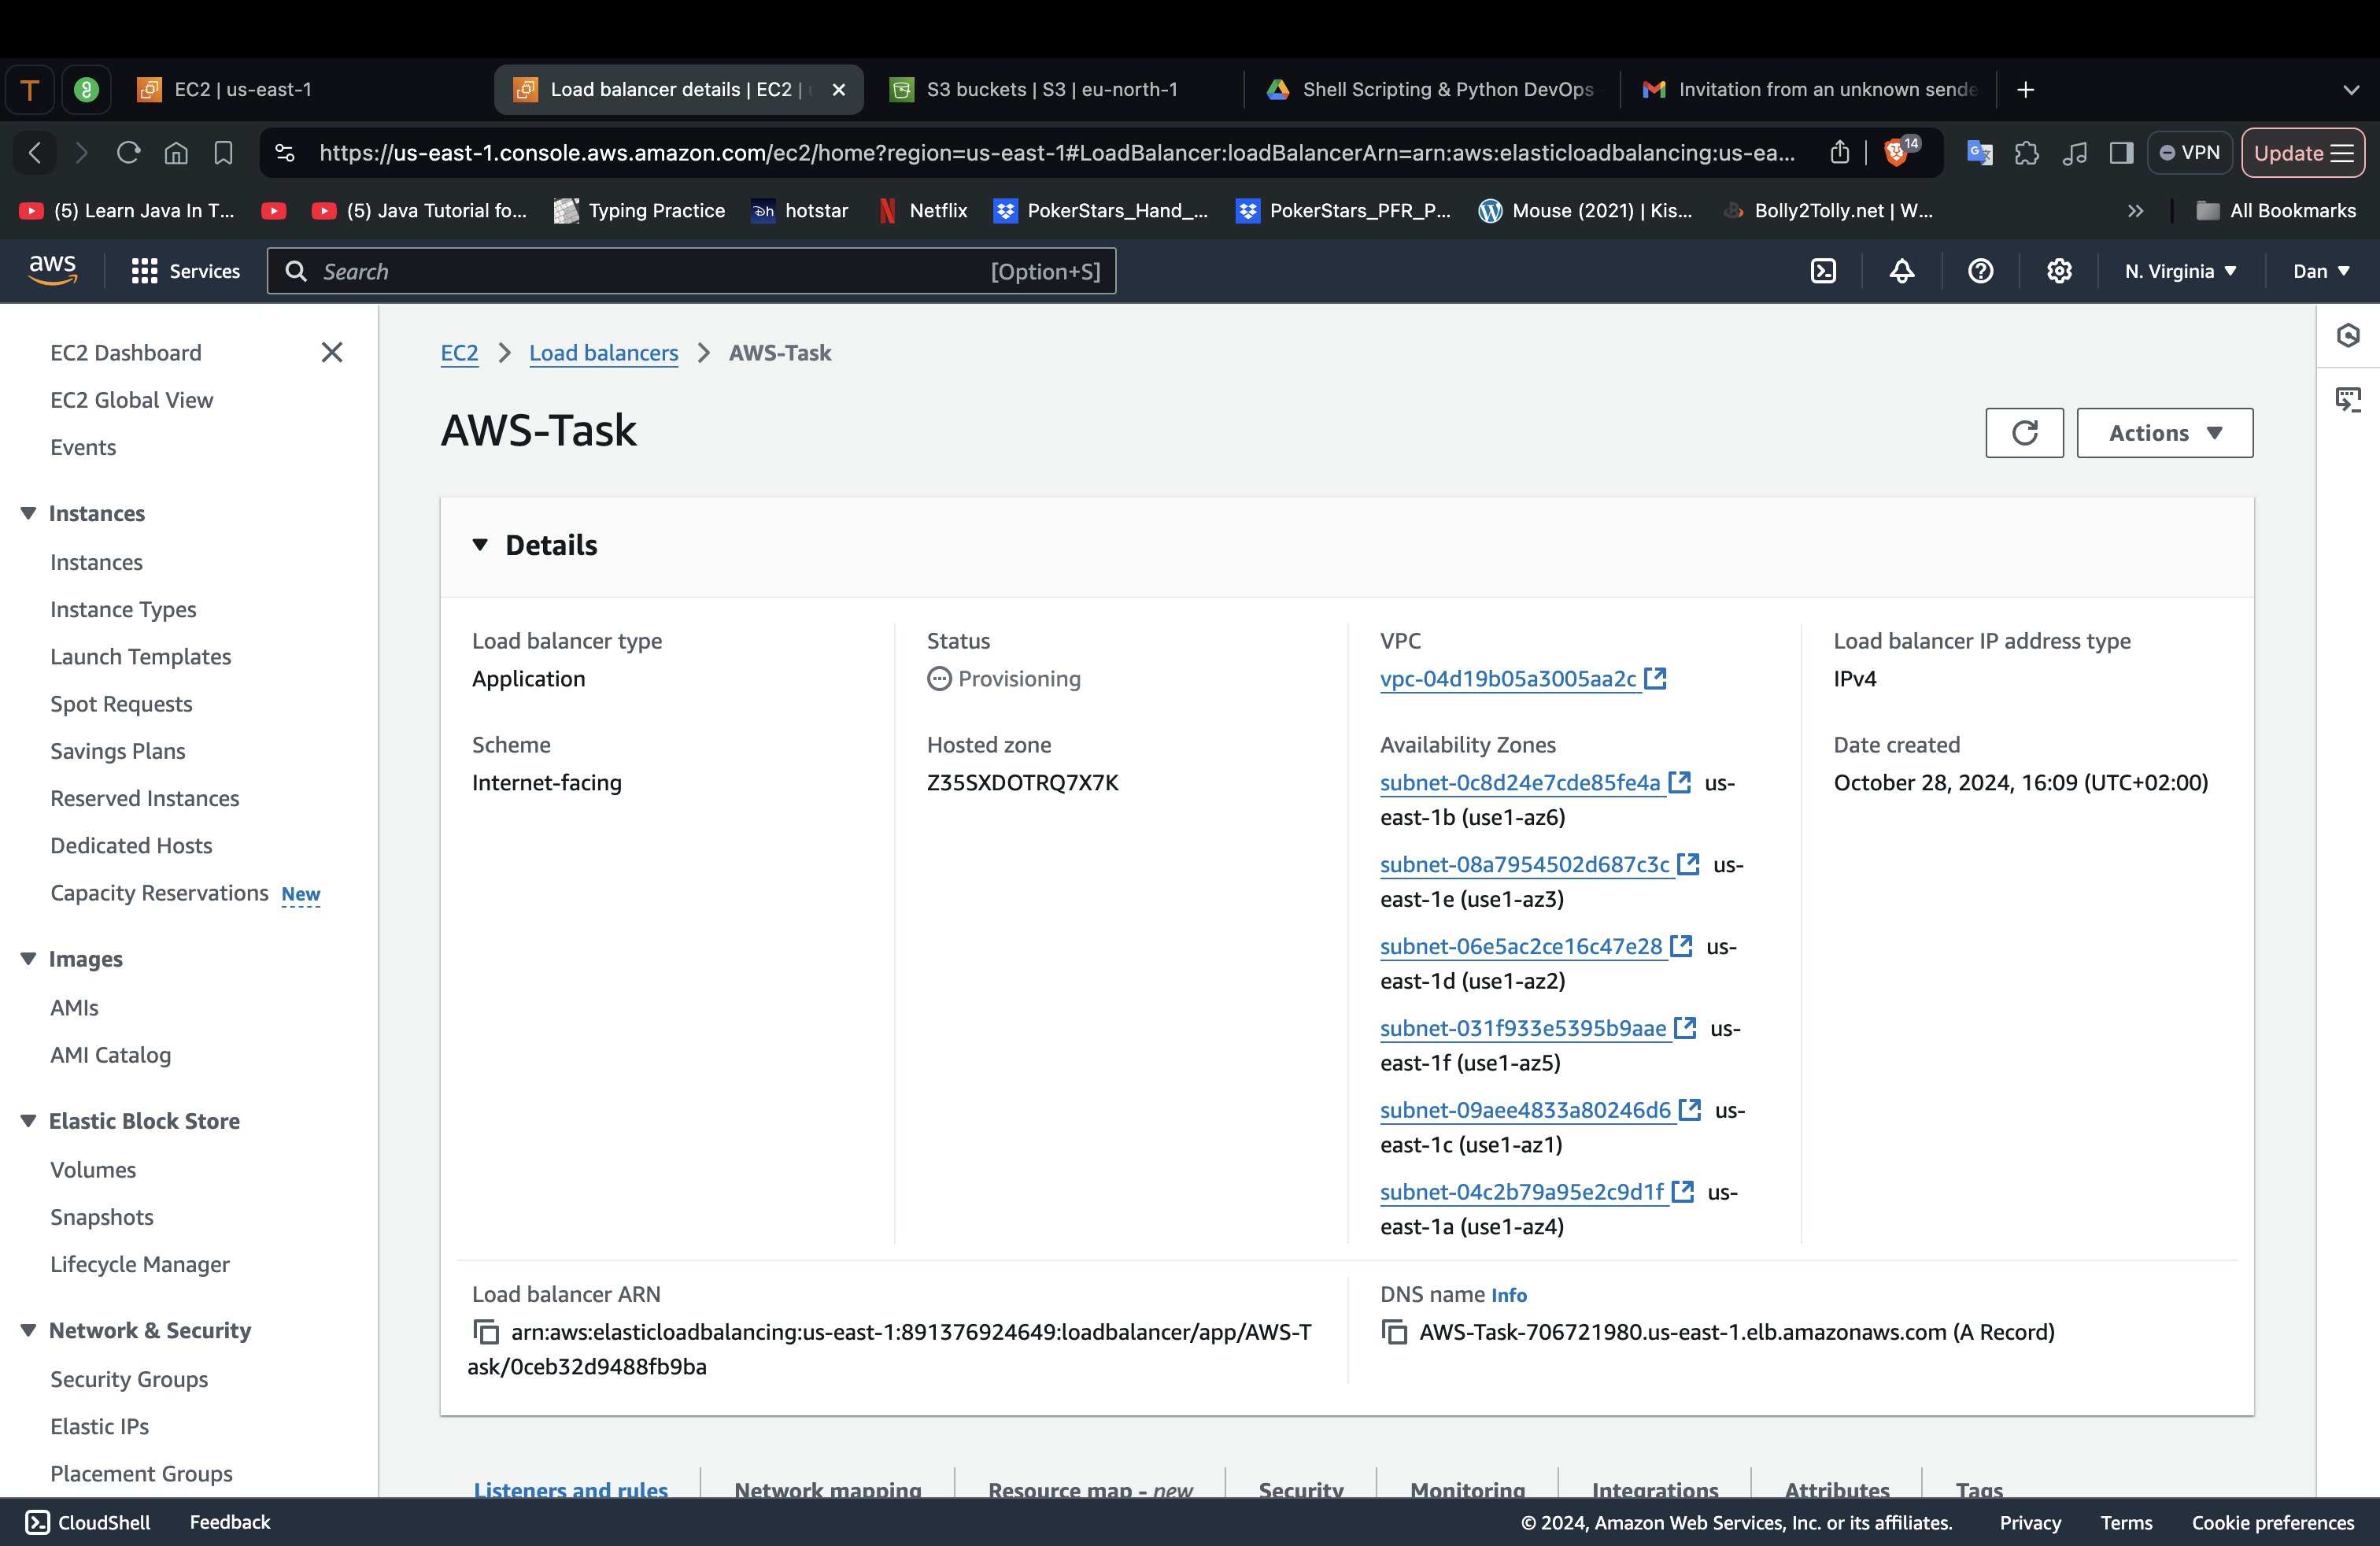 T
EC2 | us-east-1
Load balancer details | EC2 |
S3 buckets | S3 | eu-north-1
Shell Scripting & Python DevOps
Invitation from an unknown sende
https://us-east-1.console.aws.amazon.com/ec2/home?region=us-east-1#LoadBalancer:loadBalancerArn=arn:aws:elasticloadbalancing:us-ea...
14
VPN
Update
(5) Learn Java In T...
(5) Java Tutorial fo...
Typing Practice
hotstar
Netflix
PokerStars_Hand_...
PokerStars_PFR_P...
Mouse (2021) | Kis...
Bolly2Tolly.net | W...
All Bookmarks
aws
Services
Search
[Option+S]
N. Virginia
Dan
EC2 Dashboard
EC2 Global View
Events
Instances
Instances
Instance Types
Launch Templates
Spot Requests
Savings Plans
Reserved Instances
Dedicated Hosts
Capacity Reservations New
Images
AMIs
AMI Catalog
Elastic Block Store
Volumes
Snapshots
Lifecycle Manager
Network & Security
Security Groups
Elastic IPs
Placement Groups
EC2
Load balancers
AWS-Task
AWS-Task
Actions
Details
Load balancer type
Application
Scheme
Internet-facing
Status
Provisioning
Hosted zone
Z35SXDOTRQ7X7K
VPC
vpc-04d19b05a3005aa2c
Availability Zones
subnet-0c8d24e7cde85fe4a us-
east-1b (use1-az6)
subnet-08a7954502d687c3c us-
east-1e (use1-az3)
subnet-06e5ac2ce16c47e28 us-
east-1d (use1-az2)
subnet-031f933e5395b9aae us-
east-1f (use1-az5)
subnet-09aee4833a80246d6 us-
east-1c (use1-az1)
subnet-04c2b79a95e2c9d1f us-
east-1a (use1-az4)
Load balancer IP address type
IPv4
Date created
October 28, 2024, 16:09 (UTC+02:00)
Load balancer ARN
arn:aws:elasticloadbalancing:us-east-1:891376924649:loadbalancer/app/AWS-T
ask/0ceb32d9488fb9ba
DNS name Info
AWS-Task-706721980.us-east-1.elb.amazonaws.com (A Record)
Listeners and rules
Network mapping
Resource map - new
Security
Monitoring
Integrations
Attributes
Tags
CloudShell
Feedback
© 2024, Amazon Web Services, Inc. or its affiliates.
Privacy
Terms
Cookie preferences